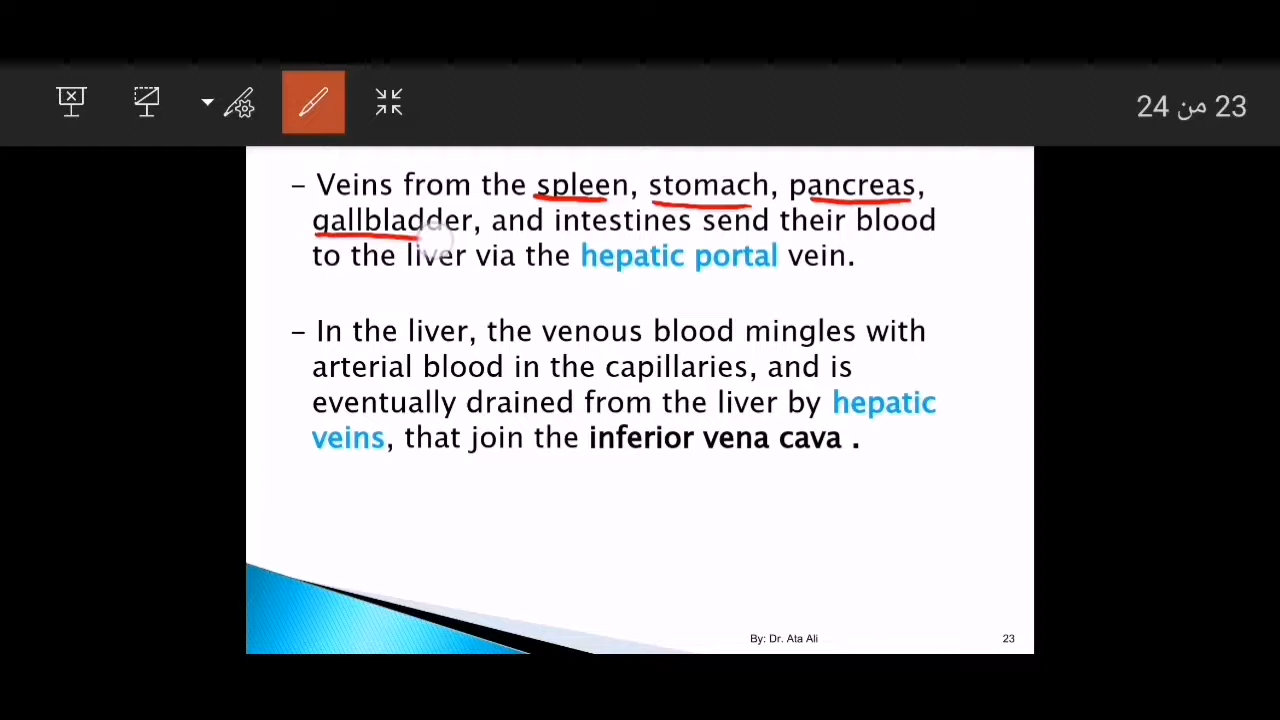 23 من 24
– Veins from the spleen, stomach, pancreas,
gallbladder, and intestines send their blood
to the liver via the hepatic portal vein.
– In the liver, the venous blood mingles with
arterial blood in the capillaries, and is
eventually drained from the liver by hepatic
veins, that join the inferior vena cava .
By: Dr. Ata Ali
23